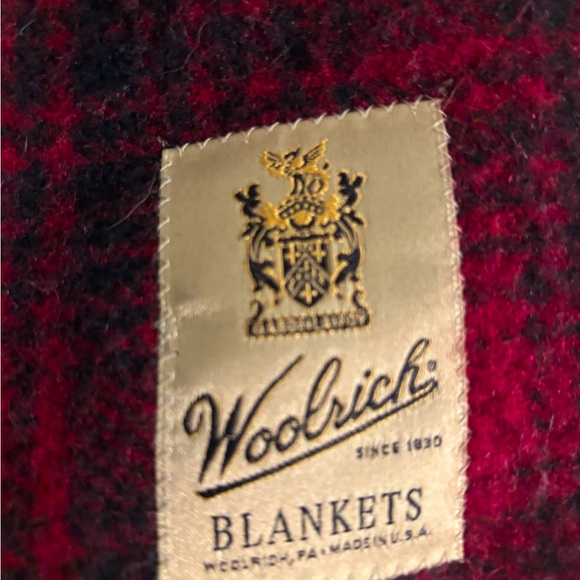 Woolrich®
SINCE 1830
BLANKETS
WOOLRICH, PA • MADE IN U.S.A.